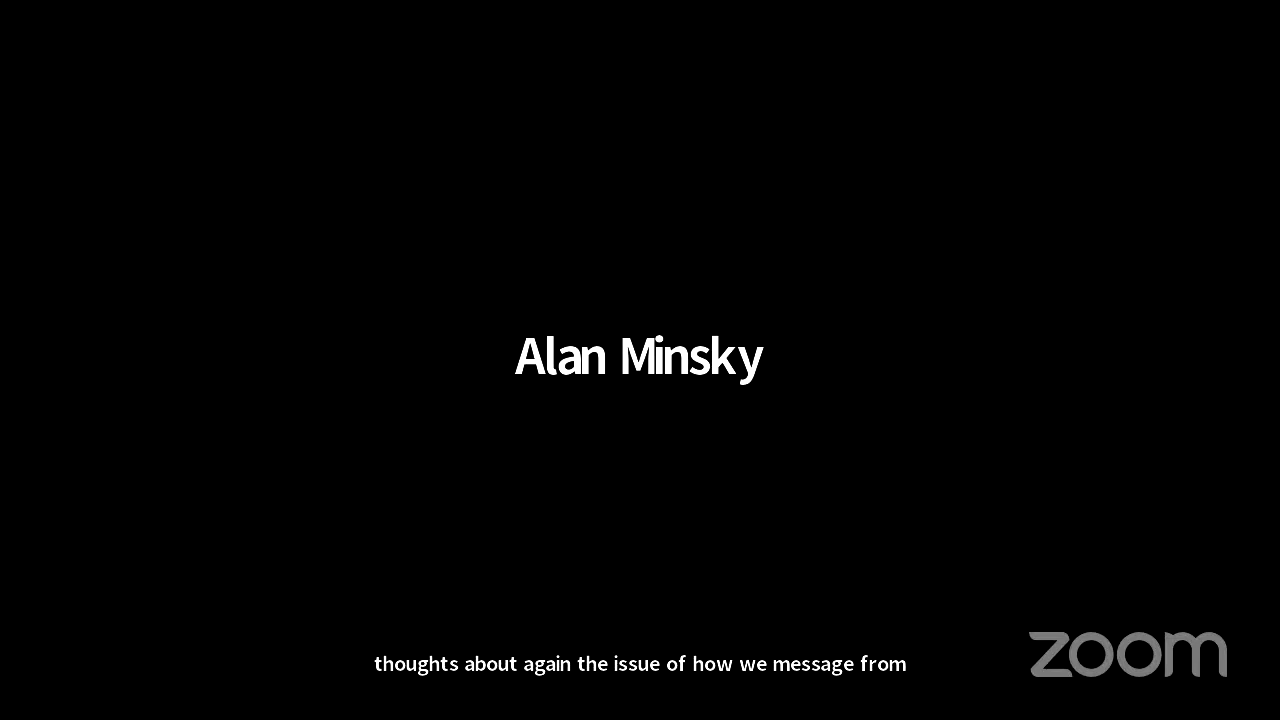 Alan Minsky
thoughts about again the issue of how we message from
zoom